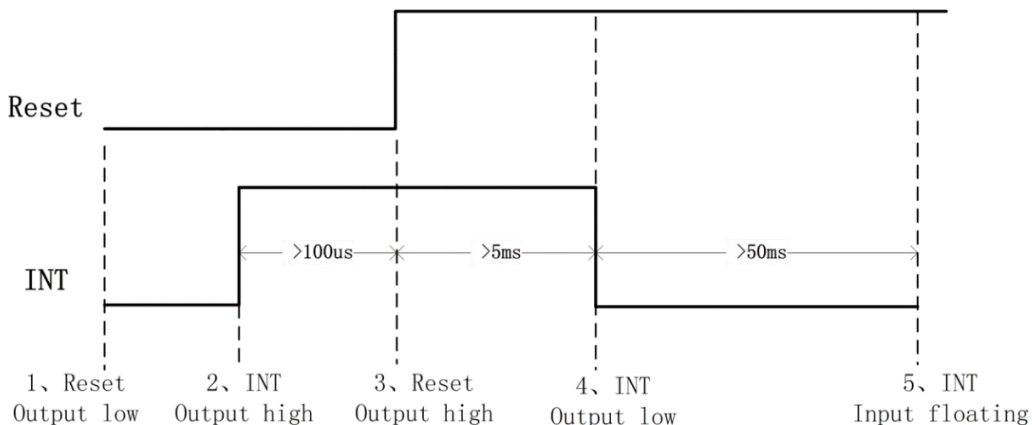 Reset
>100us
>5ms
>50ms
INT
1、Reset
Output low
2、INT
Output high
3、Reset
Output high
4、INT
Output low
5、INT
Input floating